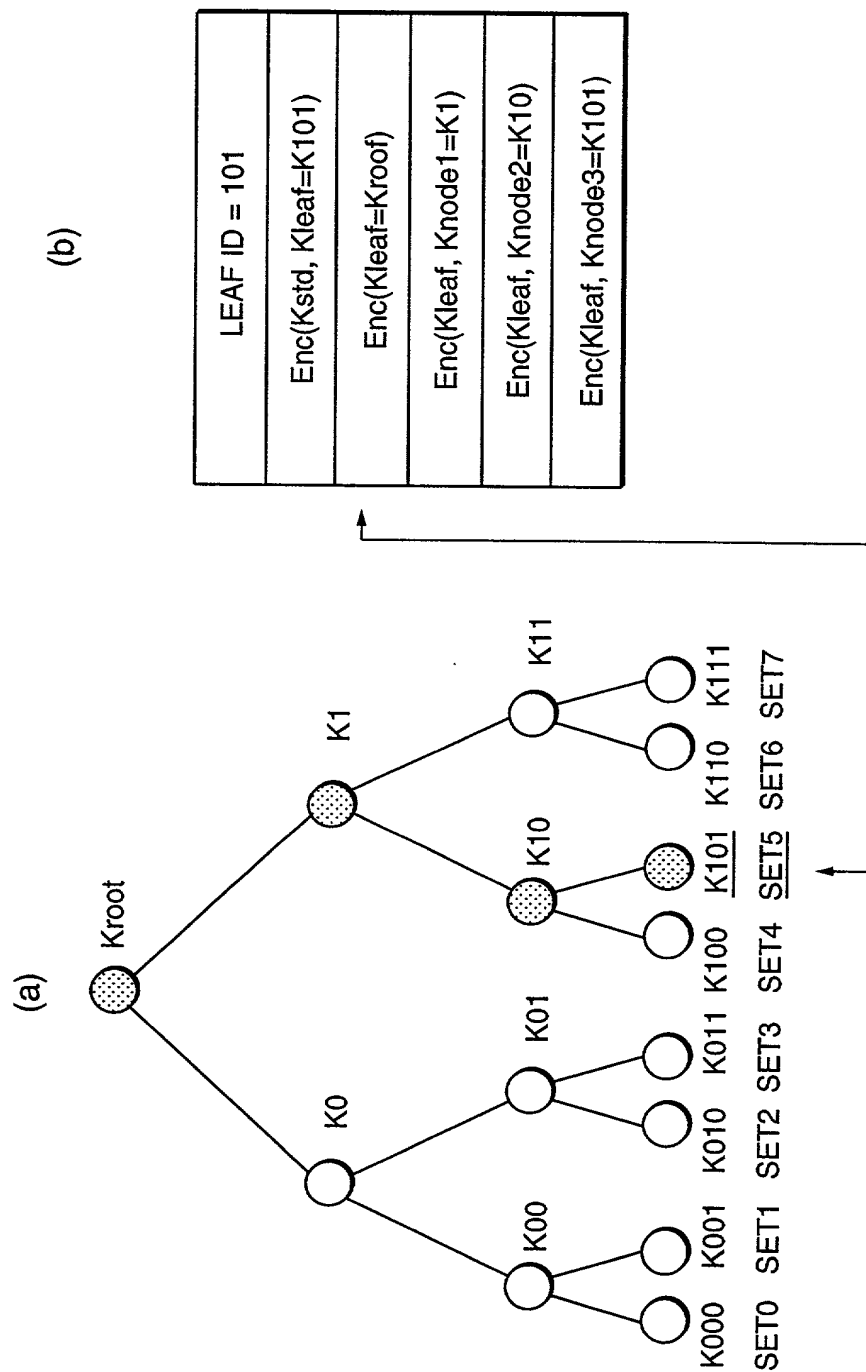 (a)
Kroot
K0
K1
K00
K01
K10
K11
K000 K001 K010 K011 K100 K101 K110 K111
SET0 SET1 SET2 SET3 SET4 SET5 SET6 SET7
(b)
LEAF ID = 101
Enc(Kstd, Kleaf=K101)
Enc(Kleaf=Kroof)
Enc(Kleaf, Knode1=K1)
Enc(Kleaf, Knode2=K10)
Enc(Kleaf, Knode3=K101)